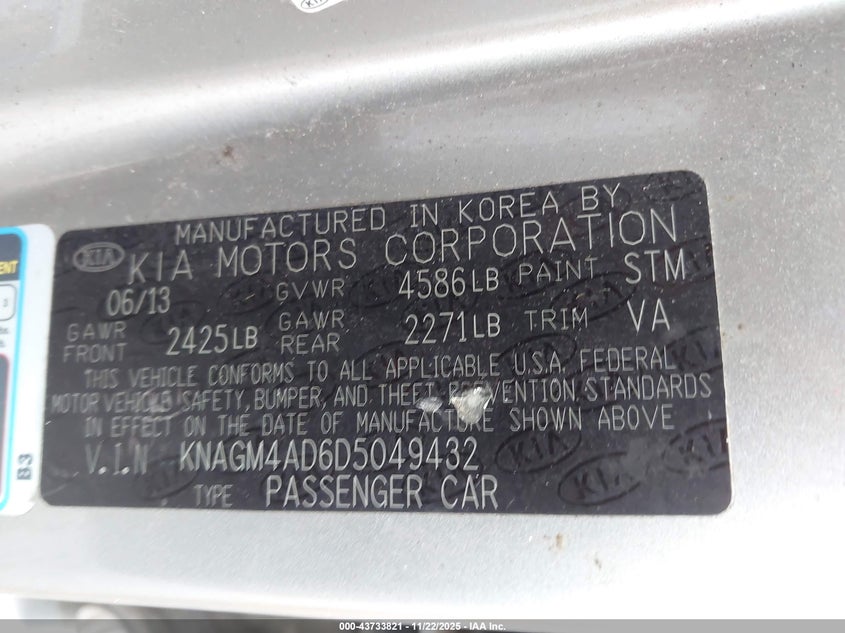 MANUFACTURED IN KOREA BY
KIA KIA MOTORS CORPORATION
06/13 GVWR 4586LB PAINT STM
GAWR FRONT 2425LB GAWR REAR 2271LB TRIM VA
THIS VEHICLE CONFORMS TO ALL APPLICABLE U.S.A. FEDERAL
MOTOR VEHICLE SAFETY, BUMPER, AND THEFT PREVENTION STANDARDS
IN EFFECT ON THE DATE OF MANUFACTURE SHOWN ABOVE
V.I.N KNAGM4AD6D5049432
TYPE PASSENGER CAR
B3
000-43733821 - 11/22/2025 - IAA Inc.